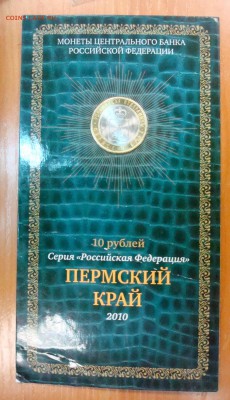 МОНЕТЫ ЦЕНТРАЛЬНОГО БАНКА
РОССИЙСКОЙ ФЕДЕРАЦИИ
10 рублей
Серия «Российская Федерация»
ПЕРМСКИЙ
КРАЙ
2010